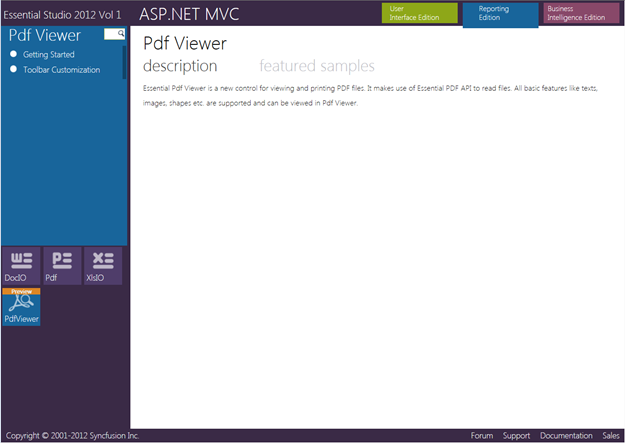 Essential Studio 2012 Vol 1
ASP.NET MVC
User
Interface Edition
Reporting
Edition
Business
Intelligence Edition
Pdf Viewer
Getting Started
Toolbar Customization
Pdf Viewer
description featured samples
Essential Pdf Viewer is a new control for viewing and printing PDF files. It makes use of Essential PDF API to read files. All basic features like texts,
images, shapes etc. are supported and can be viewed in Pdf Viewer.
DocIO Pdf XlsIO
Preview
PdfViewer
Copyright © 2001-2012 Syncfusion Inc.
Forum Support Documentation Sales